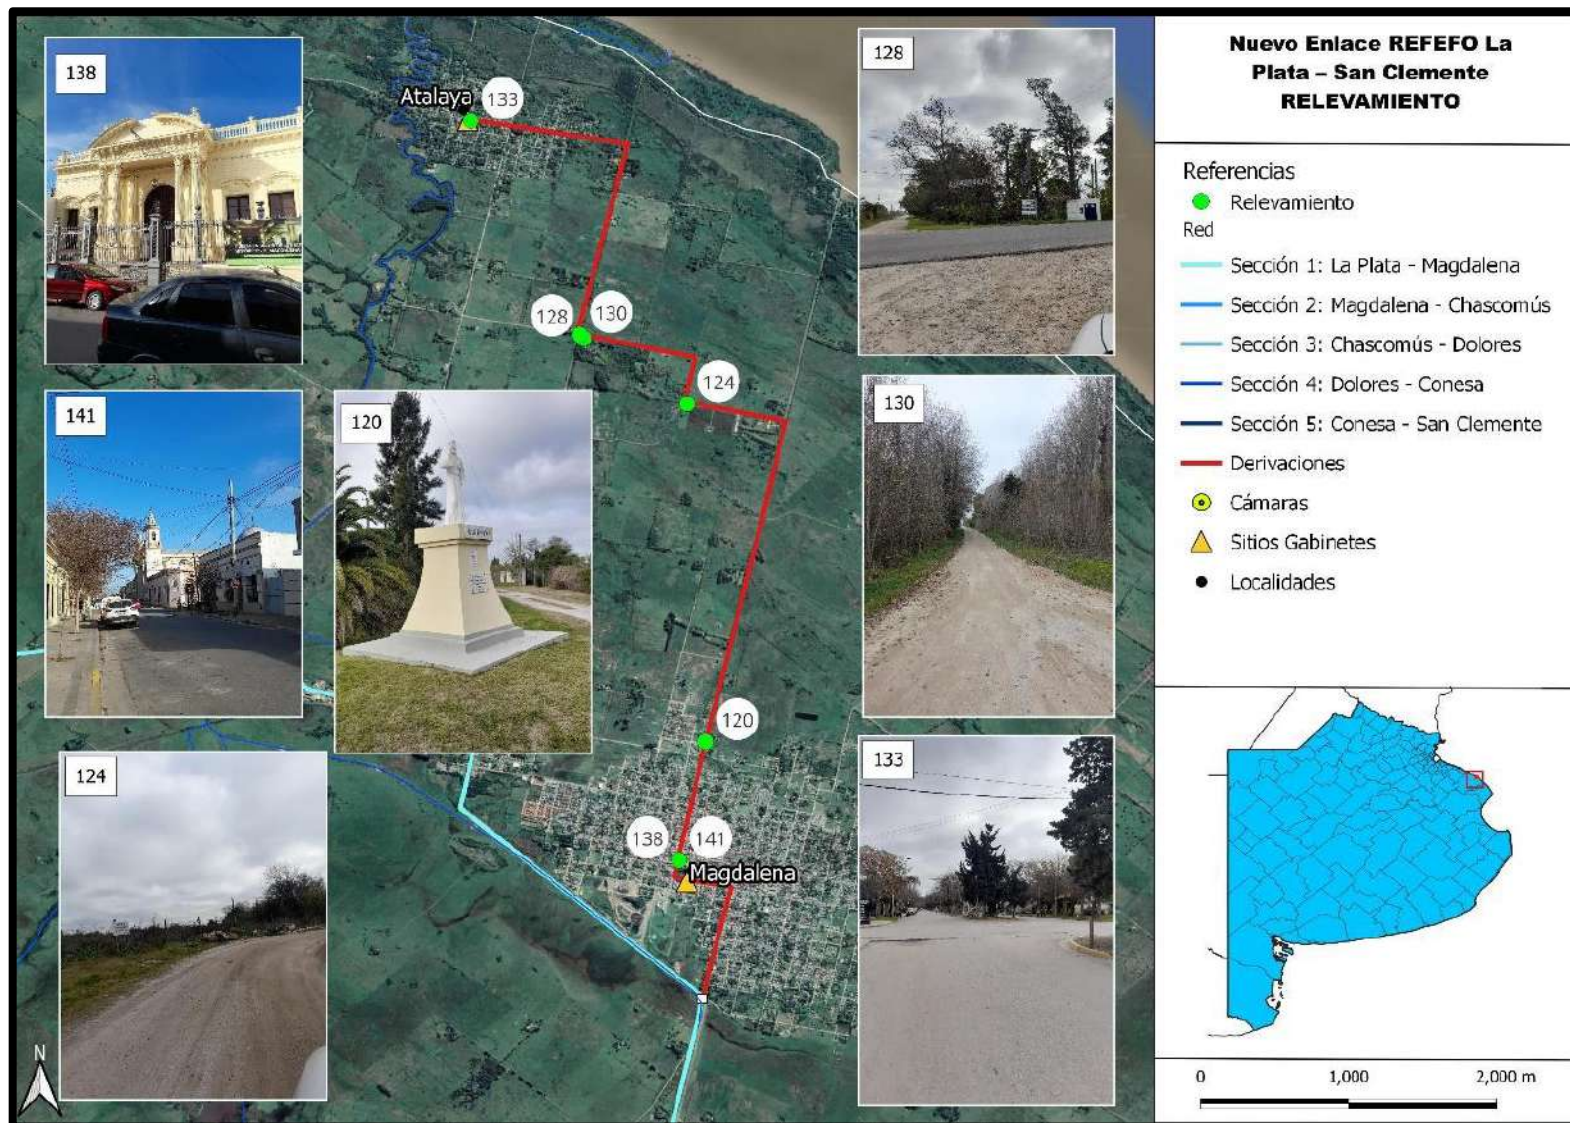 138
Atalaya
133
128
Nuevo Enlace REFEFO La
Plata – San Clemente
RELEVAMIENTO
Referencias
Relevamiento
Red
Sección 1: La Plata - Magdalena
Sección 2: Magdalena - Chascomús
Sección 3: Chascomús - Dolores
Sección 4: Dolores - Conesa
Sección 5: Conesa - San Clemente
Derivaciones
Cámaras
Sitios Gabinetes
Localidades
128
130
124
141
120
130
120
124
133
138
141
Magdalena
N
0
1,000
2,000 m